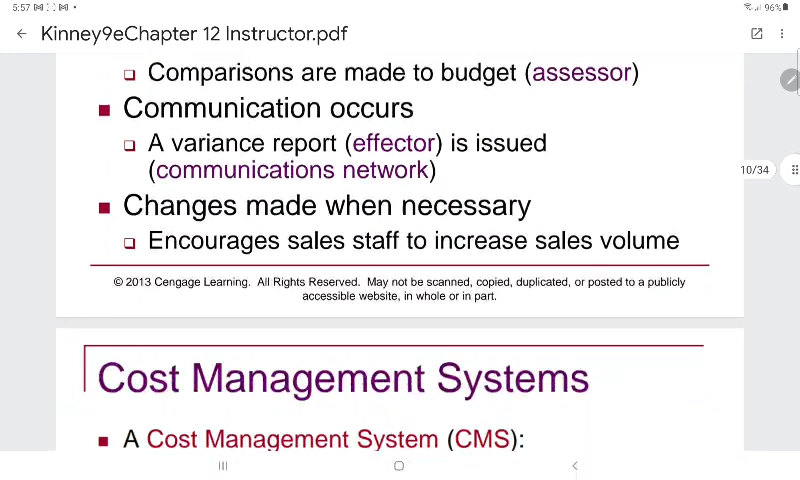 5:57
96%
Kinney9eChapter 12 Instructor.pdf
Comparisons are made to budget (assessor)
Communication occurs
A variance report (effector) is issued
(communications network)
10/34
Changes made when necessary
Encourages sales staff to increase sales volume
© 2013 Cengage Learning. All Rights Reserved. May not be scanned, copied, duplicated, or posted to a publicly
accessible website, in whole or in part.
Cost Management Systems
A Cost Management System (CMS):